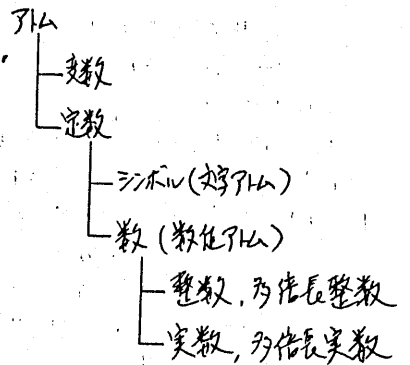 アトム
変数
定数
シンボル(文字アトム)
数(数値アトム)
整数,多倍長整数
実数,多倍長実数